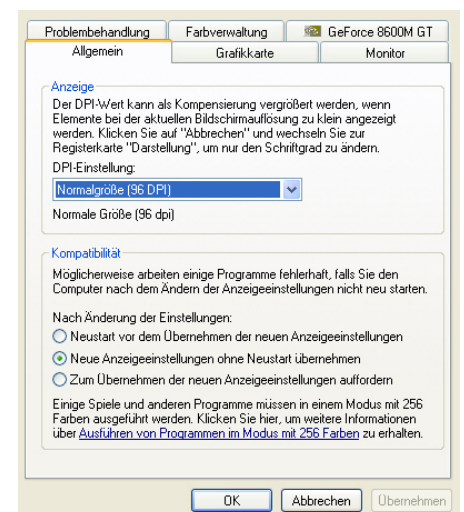 Problembehandlung Farbverwaltung GeForce 8600M GT
Allgemein Grafikkarte Monitor
Anzeige
Der DPI-Wert kann als Kompensierung vergrößert werden, wenn
Elemente bei der aktuellen Bildschirmauflösung zu klein angezeigt
werden. Klicken Sie auf "Abbrechen" und wechseln Sie zur
Registerkarte "Darstellung", um nur den Schriftgrad zu ändern.
DPI-Einstellung:
Normalgröße (96 DPI)
Normale Größe (96 dpi)
Kompatibilität
Möglicherweise arbeiten einige Programme fehlerhaft, falls Sie den
Computer nach dem Ändern der Anzeigeeinstellungen nicht neu starten.
Nach Änderung der Einstellungen:
Neustart vor dem Übernehmen der neuen Anzeigeeinstellungen
Neue Anzeigeeinstellungen ohne Neustart übernehmen
Zum Übernehmen der neuen Anzeigeeinstellungen auffordern
Einige Spiele und anderen Programme müssen in einem Modus mit 256
Farben ausgeführt werden. Klicken Sie hier, um weitere Informationen
über Ausführen von Programmen im Modus mit 256 Farben zu erhalten.
OK Abbrechen Übernehmen